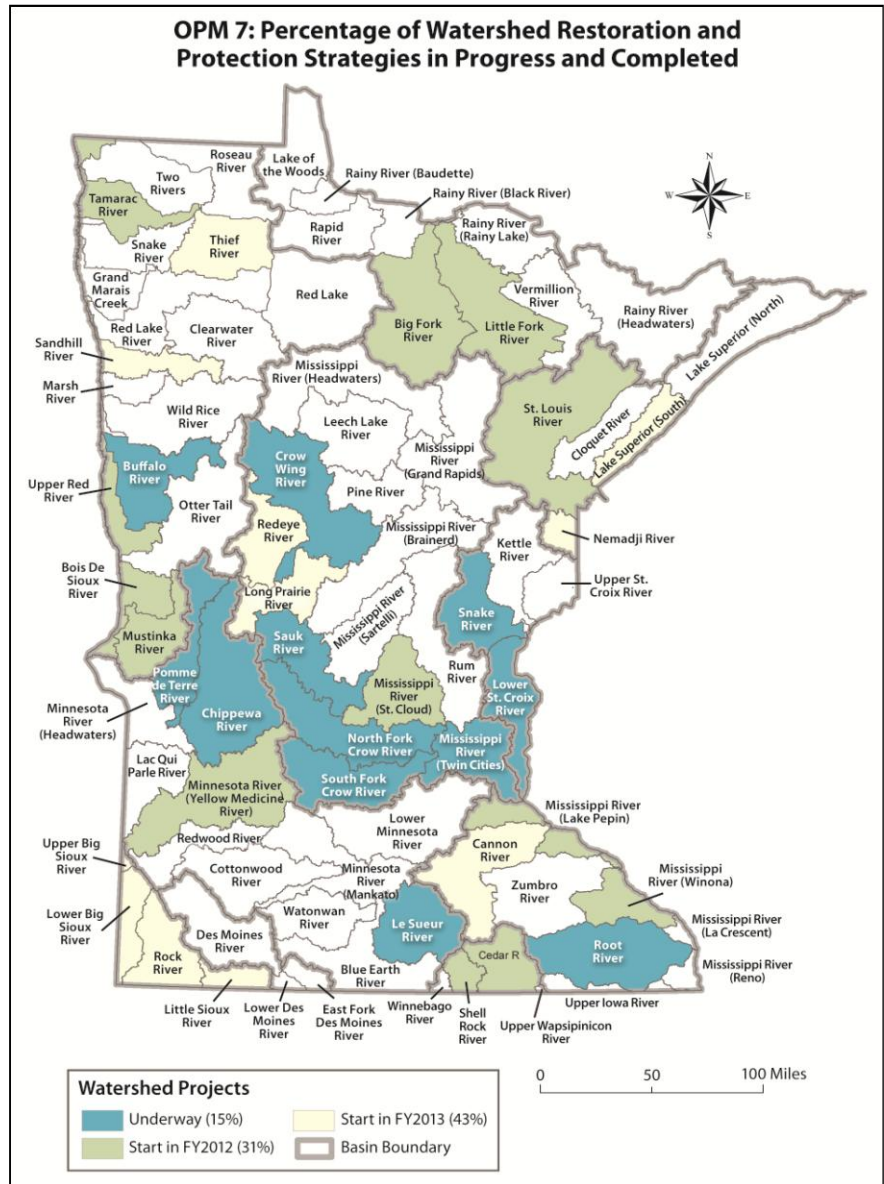 OPM 7: Percentage of Watershed Restoration and
Protection Strategies in Progress and Completed
Roseau
River
Lake of
the Woods
Rainy River (Baudette)
Two
Rivers
Rainy River (Black River)
Tamarac
River
Rapid
River
Rainy River
(Rainy Lake)
Snake
River
Thief
River
Grand
Marais
Creek
Red Lake
Vermillion
River
Rainy River
(Headwaters)
Red Lake
River
Clearwater
River
Big Fork
River
Little Fork
River
Lake Superior (North)
Sandhill
River
Mississippi
River (Headwaters)
Marsh
River
St. Louis
River
Cloquet River
Lake Superior (South)
Wild Rice
River
Leech Lake
River
Mississippi
River
(Grand Rapids)
Buffalo
River
Crow
Wing
River
Upper Red
River
Pine River
Otter Tail
River
Redeye
River
Mississippi River
(Brainerd)
Kettle
River
Nemadji River
Bois De
Sioux
River
Upper St.
Croix River
Long Prairie
River
Mississippi River
(Sartelli)
Snake
River
Mustinka
River
Sauk
River
Rum
River
Pomme
de Terre
River
Mississippi
River
(St. Cloud)
Lower
St. Croix
River
Minnesota
River
(Headwaters)
Chippewa
River
North Fork
Crow River
Mississippi
River
(Twin Cities)
Lac Qui
Parle River
South Fork
Crow River
Minnesota River
(Yellow Medicine
River)
Mississippi River
(Lake Pepin)
Redwood River
Lower
Minnesota
River
Upper Big
Sioux
River
Cannon
River
Cottonwood
River
Minnesota
River
(Mankato)
Mississippi
River (Winona)
Zumbro
River
Lower Big
Sioux
River
Watonwan
River
Le Sueur
River
Mississippi River
(La Crescent)
Des Moines
River
Root
River
Rock
River
Cedar R
Blue Earth
River
Mississippi River
(Reno)
Little Sioux
River
Lower Des
Moines
River
East Fork
Des Moines
River
Winnebago
River
Shell
Rock
River
Upper Iowa River
Upper Wapsipinicon
River
N
W E
S
Watershed Projects
Underway (15%)
Start in FY2013 (43%)
Start in FY2012 (31%)
Basin Boundary
0 50 100 Miles